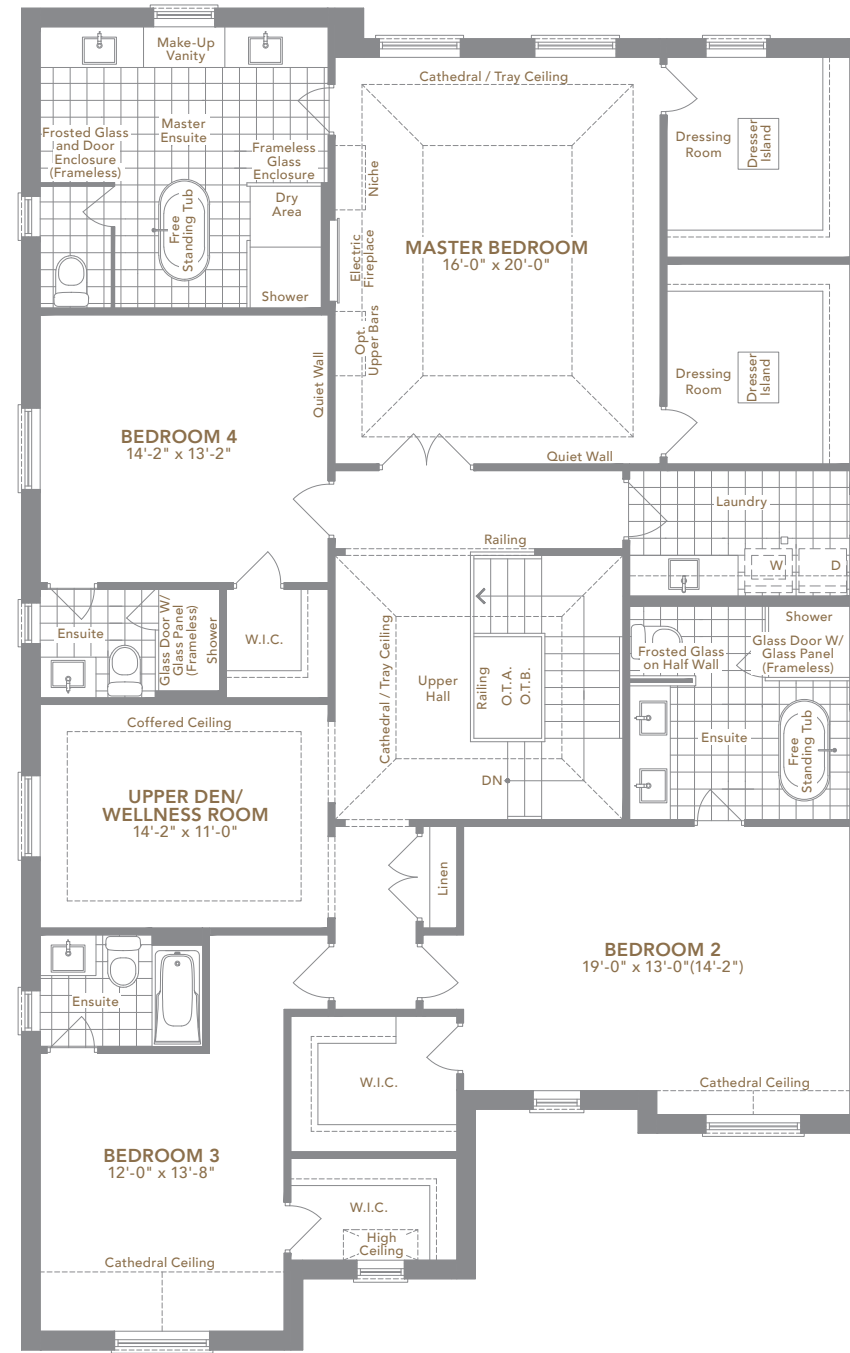 Make-Up
Vanity
Cathedral / Tray Ceiling
Frosted Glass
and Door
Enclosure
(Frameless)
Master
Ensuite
Frameless
Glass
Enclosure
Dry
Area
Free
Standing Tub
Shower
Niche
Electric
Fireplace
Opt.
Upper Bars
MASTER BEDROOM
16'-0" x 20'-0"
Dressing
Room
Dresser
Island
Dressing
Room
Dresser
Island
Quiet Wall
BEDROOM 4
14'-2" x 13'-2"
Quiet Wall
Laundry
W
D
Railing
Ensuite
Glass Door W/
Glass Panel
(Frameless)
Shower
W.I.C.
Cathedral / Tray Ceiling
Upper
Hall
Railing
O.T.A.
O.T.B.
DN
Shower
Glass Door W/
Glass Panel
(Frameless)
Frosted Glass
on Half Wall
Ensuite
Free
Standing Tub
Coffered Ceiling
UPPER DEN/
WELLNESS ROOM
14'-2" x 11'-0"
Linen
BEDROOM 2
19'-0" x 13'-0"(14'-2")
Cathedral Ceiling
Ensuite
W.I.C.
BEDROOM 3
12'-0" x 13'-8"
W.I.C.
High
Ceiling
Cathedral Ceiling